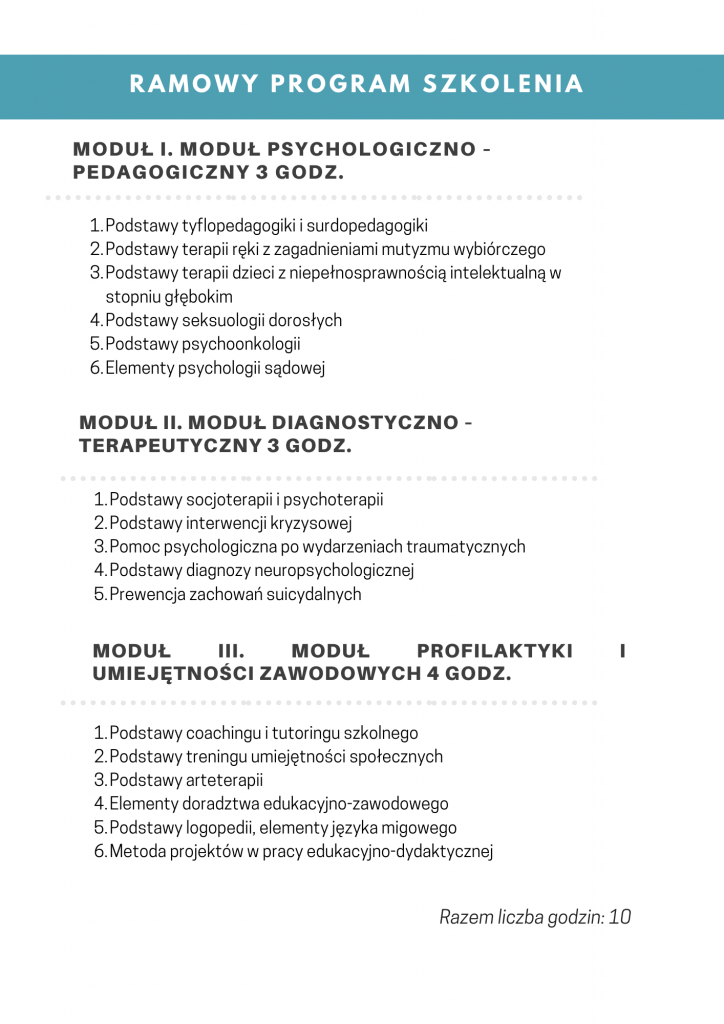 RAMOWY PROGRAM SZKOLENIA
MODUŁ I. MODUŁ PSYCHOLOGICZNO -
PEDAGOGICZNY 3 GODZ.
1. Podstawy tyflopedagogiki i surdopedagogiki
2. Podstawy terapii ręki z zagadnieniami mutyzmu wybiórczego
3. Podstawy terapii dzieci z niepełnosprawnością intelektualną w
stopniu głębokim
4. Podstawy seksuologii dorosłych
5. Podstawy psychoonkologii
6. Elementy psychologii sądowej
MODUŁ II. MODUŁ DIAGNOSTYCZNO -
TERAPEUTYCZNY 3 GODZ.
1. Podstawy socjoterapii i psychoterapii
2. Podstawy interwencji kryzysowej
3. Pomoc psychologiczna po wydarzeniach traumatycznych
4. Podstawy diagnozy neuropsychologicznej
5. Prewencja zachowań suicydalnych
MODUŁ III. MODUŁ PROFILAKTYKI I
UMIEJĘTNOŚCI ZAWODOWYCH 4 GODZ.
1. Podstawy coachingu i tutoringu szkolnego
2. Podstawy treningu umiejętności społecznych
3. Podstawy arteterapii
4. Elementy doradztwa edukacyjno-zawodowego
5. Podstawy logopedii, elementy języka migowego
6. Metoda projektów w pracy edukacyjno-dydaktycznej
Razem liczba godzin: 10